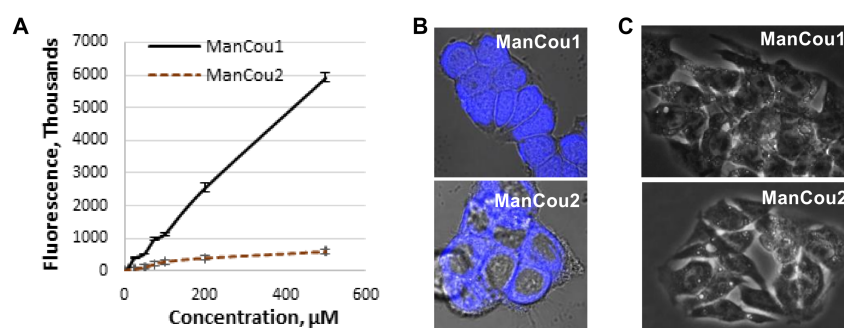 A
Fluorescence, Thousands
7000
6000
5000
4000
3000
2000
1000
0
0
200
400
600
Concentration, µM
ManCou1
ManCou2
B
ManCou1
ManCou2
C
ManCou1
ManCou2